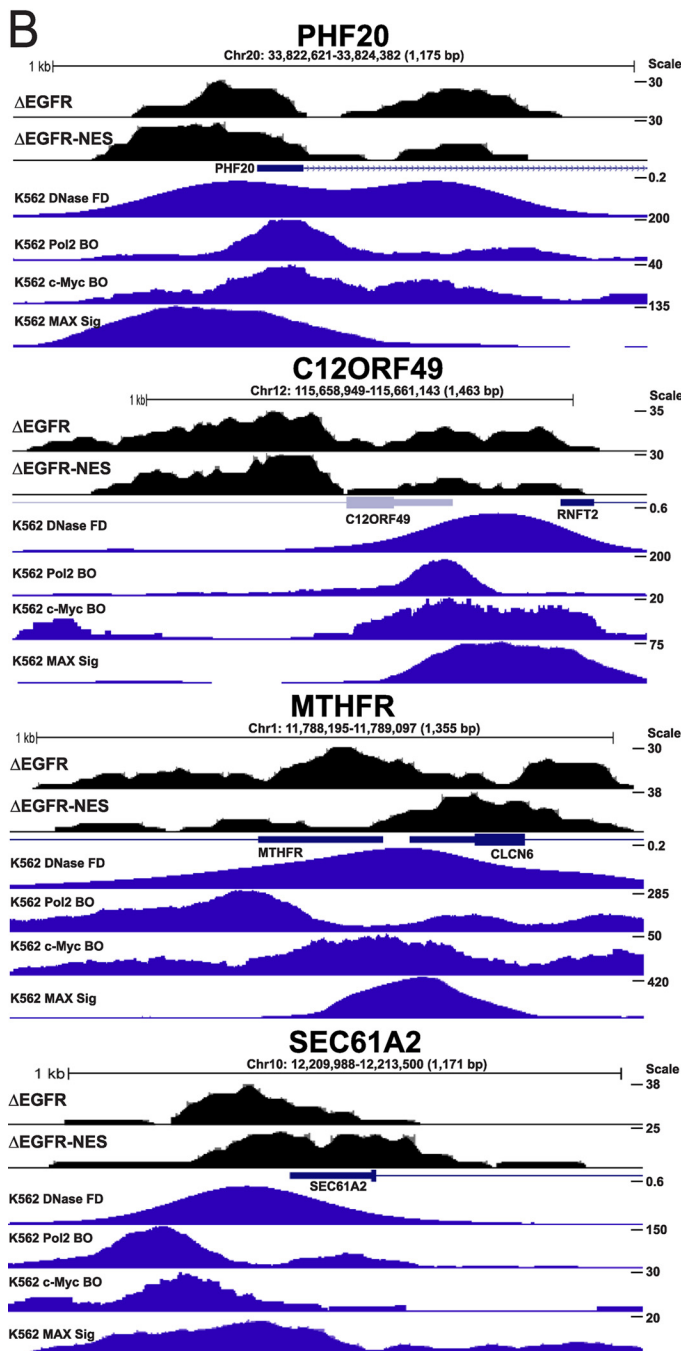 B
PHF20
Chr20: 33,822,621-33,824,382 (1,175 bp)
1 kb
Scale
30
ΔEGFR
30
ΔEGFR-NES
PHF20
0.2
K562 DNase FD
200
K562 Pol2 BO
40
K562 c-Myc BO
135
K562 MAX Sig
C12ORF49
Chr12: 115,658,949-115,661,143 (1,463 bp)
1kb
Scale
35
ΔEGFR
30
ΔEGFR-NES
C12ORF49
RNFT2
0.6
K562 DNase FD
200
K562 Pol2 BO
20
K562 c-Myc BO
75
K562 MAX Sig
MTHFR
Chr1: 11,788,195-11,789,097 (1,355 bp)
1 kb
Scale
30
ΔEGFR
38
ΔEGFR-NES
MTHFR
CLCN6
0.2
K562 DNase FD
285
K562 Pol2 BO
50
K562 c-Myc BO
420
K562 MAX Sig
SEC61A2
Chr10: 12,209,988-12,213,500 (1,171 bp)
1 kb
Scale
38
ΔEGFR
25
ΔEGFR-NES
SEC61A2
0.6
K562 DNase FD
150
K562 Pol2 BO
30
K562 c-Myc BO
20
K562 MAX Sig